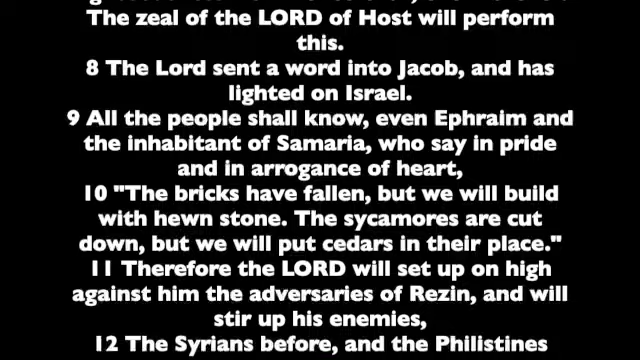 The zeal of the LORD of Host will perform
this.
8 The Lord sent a word into Jacob, and has
lighted on Israel.
9 All the people shall know, even Ephraim and
the inhabitant of Samaria, who say in pride
and in arrogance of heart,
10 "The bricks have fallen, but we will build
with hewn stone. The sycamores are cut
down, but we will put cedars in their place."
11 Therefore the LORD will set up on high
against him the adversaries of Rezin, and will
stir up his enemies,
12 The Syrians before, and the Philistines